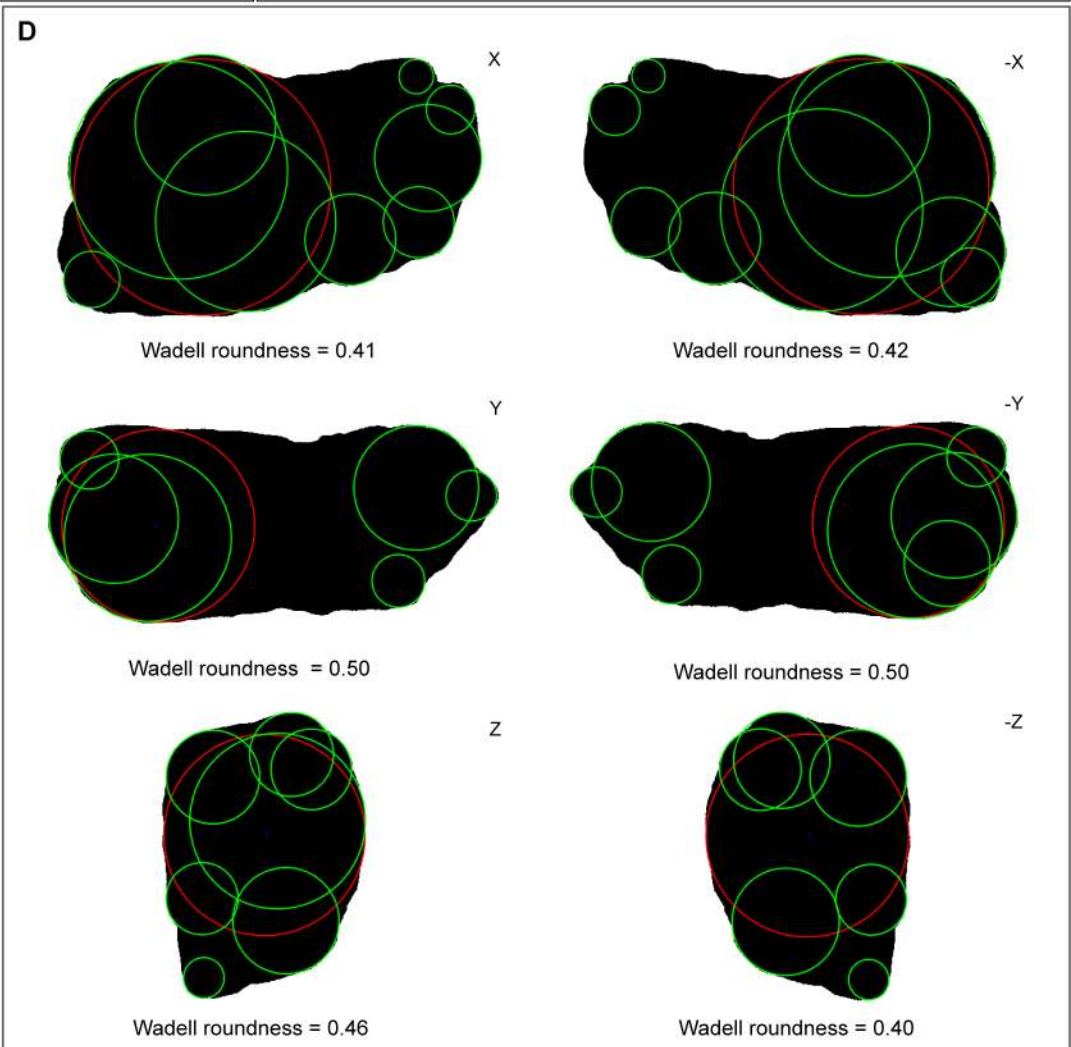 D
X
-X
Wadell roundness = 0.41
Wadell roundness = 0.42
Y
-Y
Wadell roundness = 0.50
Wadell roundness = 0.50
Z
-Z
Wadell roundness = 0.46
Wadell roundness = 0.40